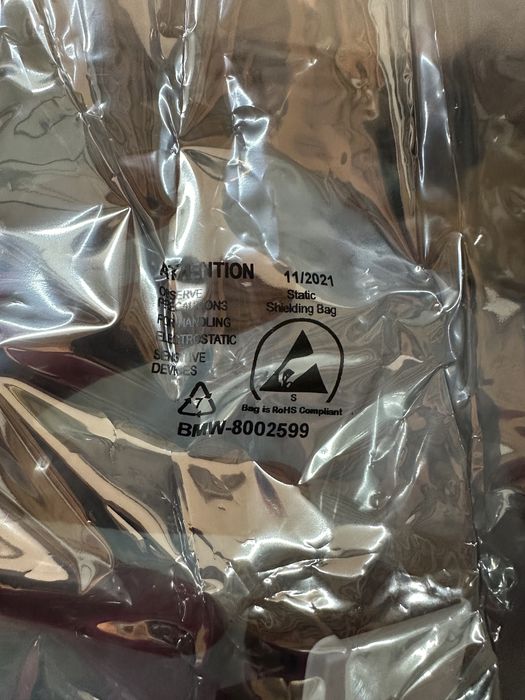 ATTENTION
OBSERVE
PRECAUTIONS
FOR HANDLING
ELECTROSTATIC
SENSITIVE
DEVICES
11/2021
Static
Shielding Bag
S
Bag is RoHS Compliant
7
BMW-8002599